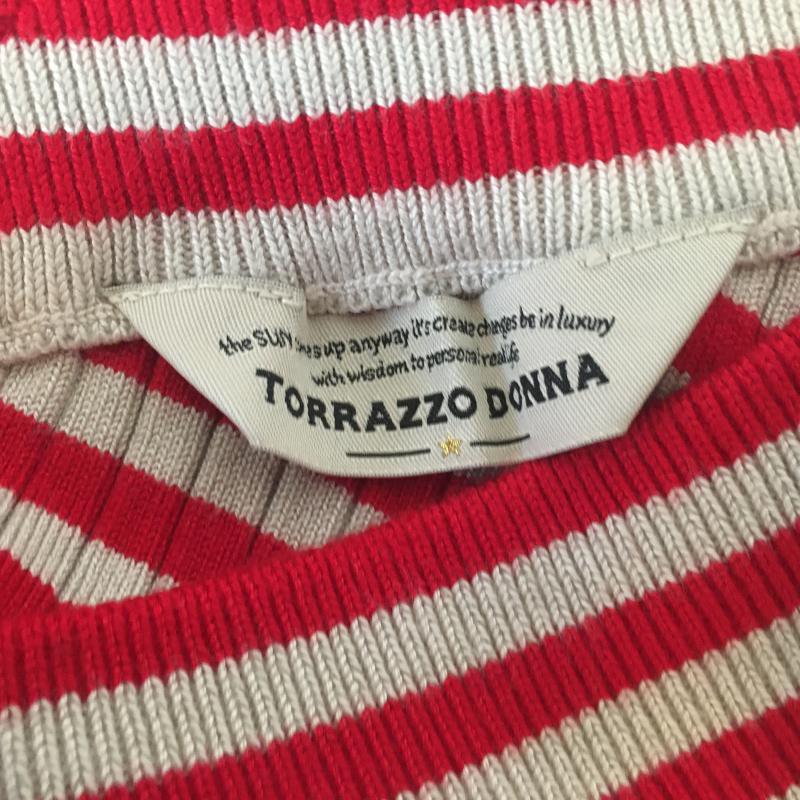 the SUN up anyway it's create changes be in luxury
with wisdom to personal real life
TORRAZZO DONNA